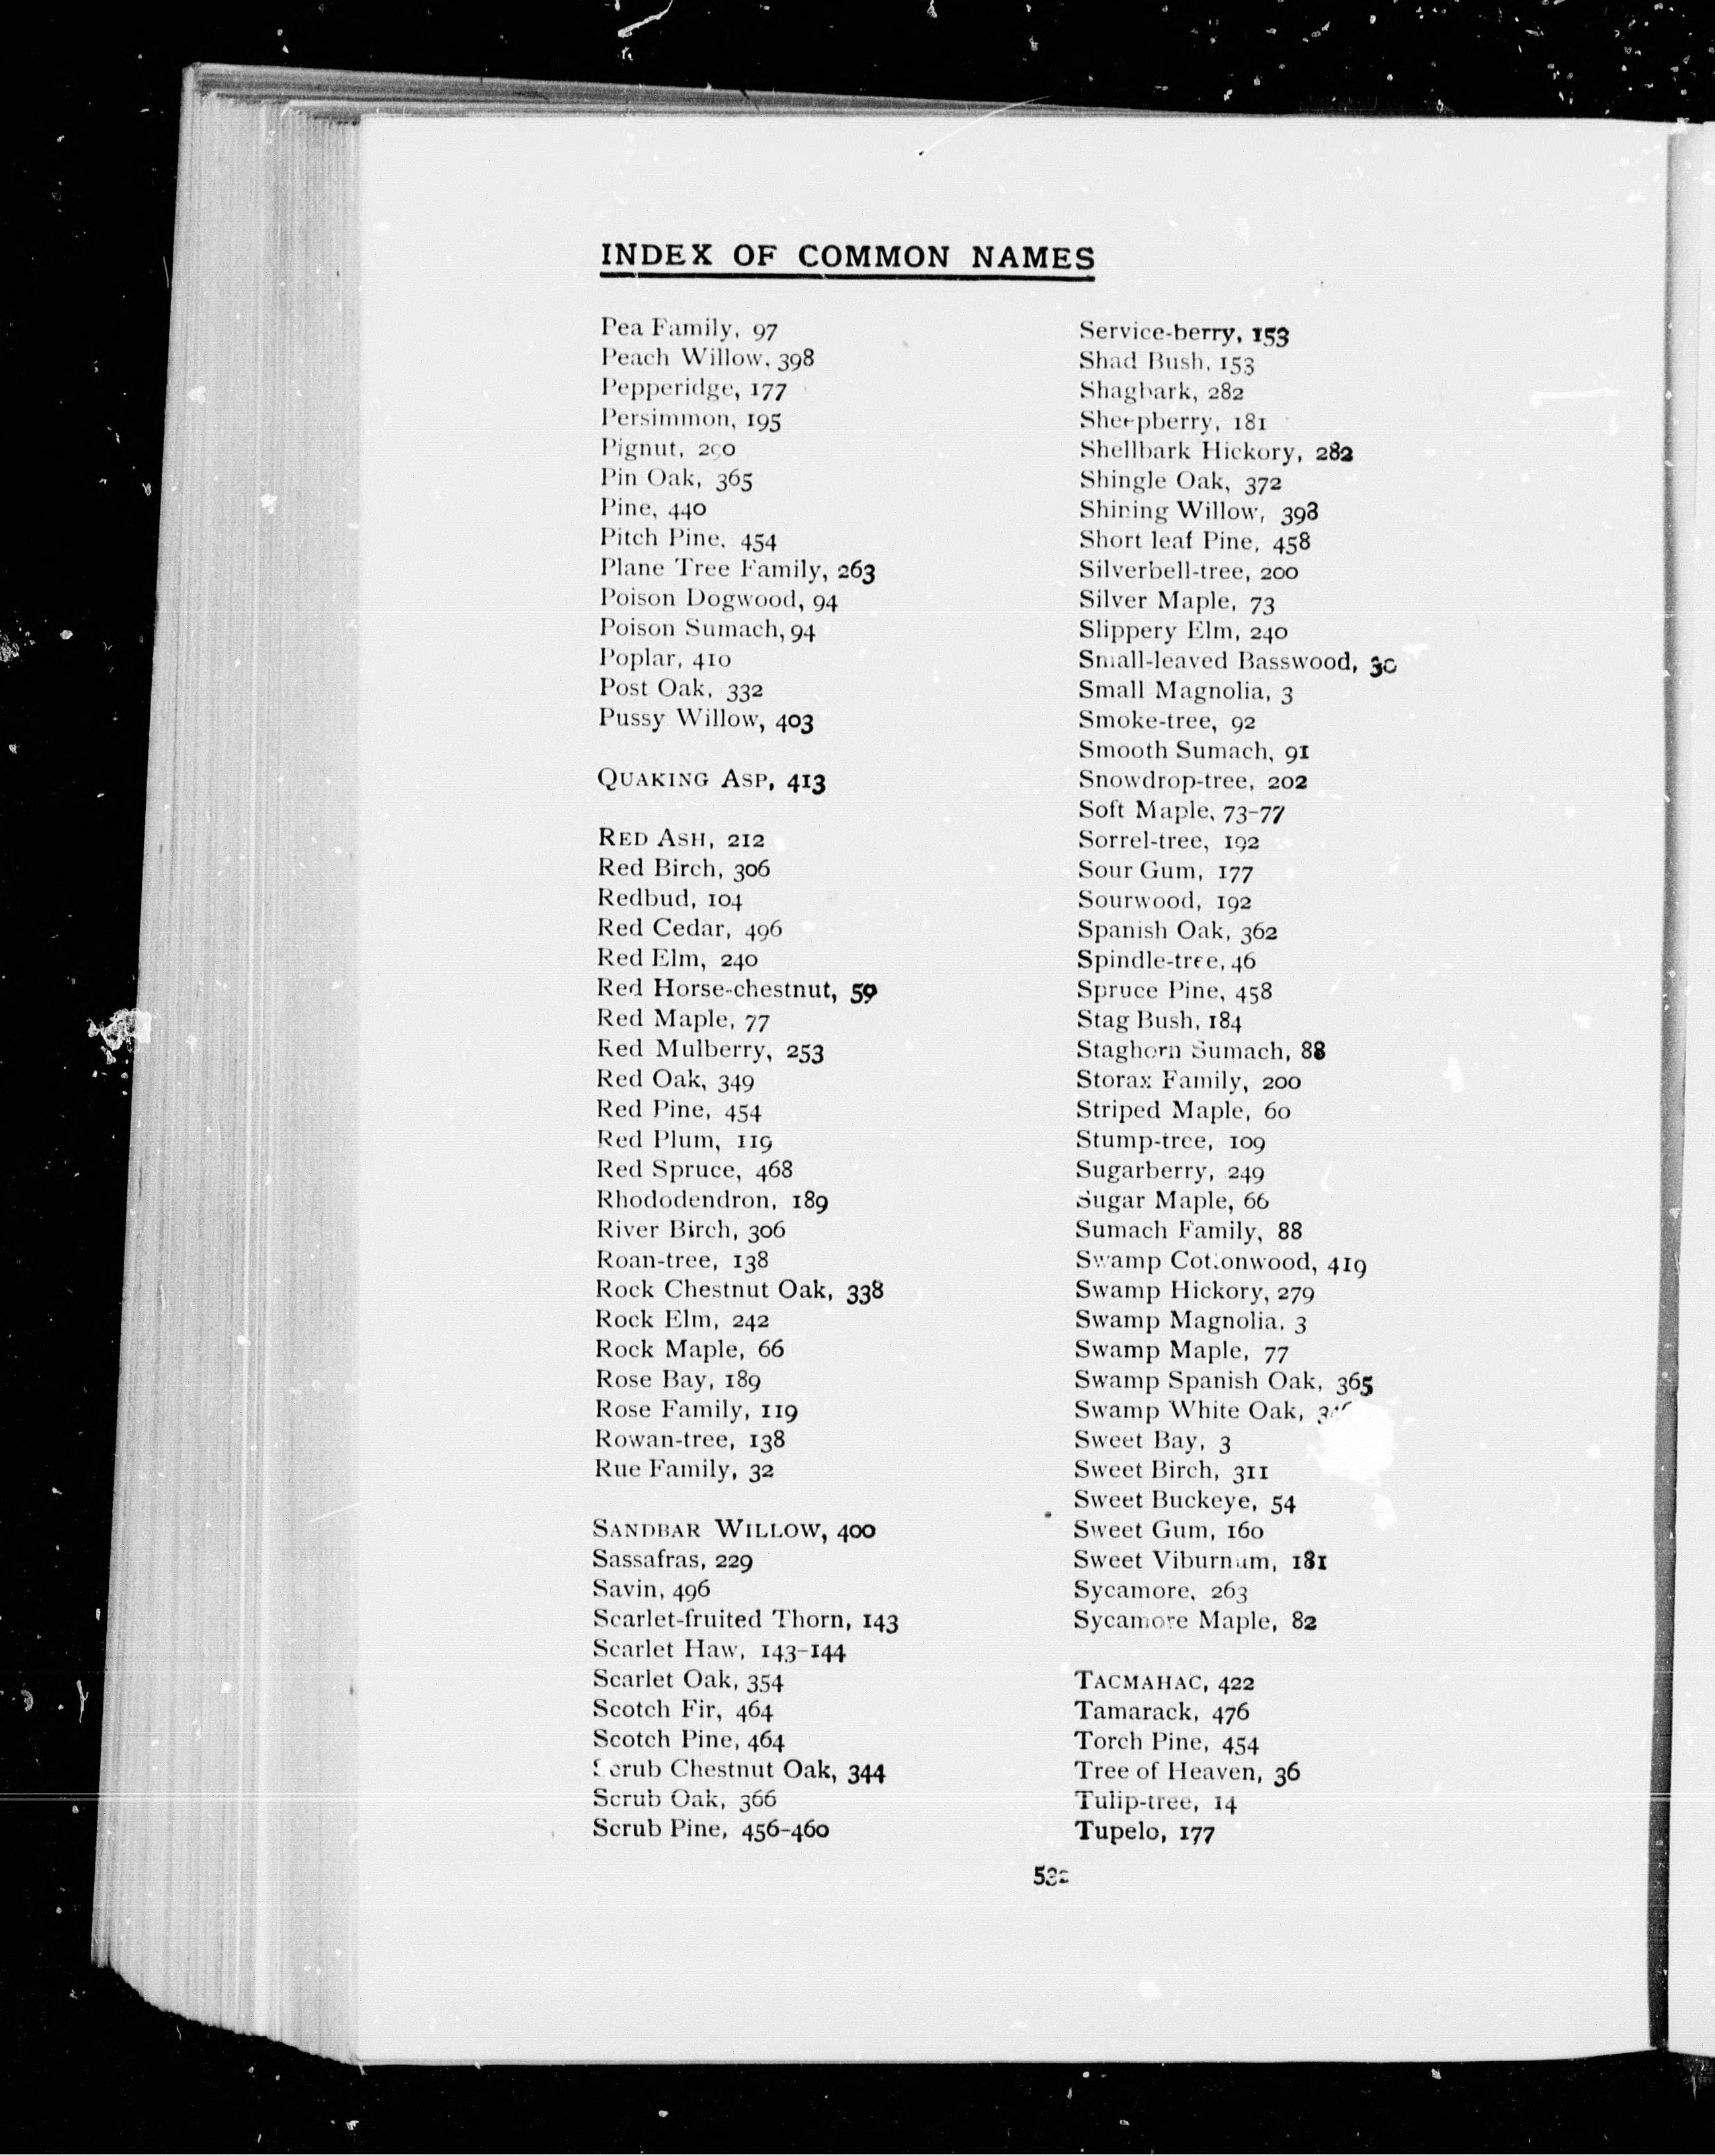 INDEX OF COMMON NAMES
Pea Family, 97
Peach Willow, 398
Pepperidge, 177
Persimmon, 195
Pignut, 290
Pin Oak, 365
Pine, 440
Pitch Pine, 454
Plane Tree Family, 263
Poison Dogwood, 94
Poison Sumach, 94
Poplar, 410
Post Oak, 332
Pussy Willow, 403
QUAKING ASP, 413
RED ASH, 212
Red Birch, 306
Redbud, 104
Red Cedar, 496
Red Elm, 240
Red Horse-chestnut, 59
Red Maple, 77
Red Mulberry, 253
Red Oak, 349
Red Pine, 454
Red Plum, 119
Red Spruce, 468
Rhododendron, 189
River Birch, 306
Roan-tree, 138
Rock Chestnut Oak, 338
Rock Elm, 242
Rock Maple, 66
Rose Bay, 189
Rose Family, 119
Rowan-tree, 138
Rue Family, 32
SANDBAR WILLOW, 400
Sassafras, 229
Savin, 496
Scarlet-fruited Thorn, 143
Scarlet Haw, 143-144
Scarlet Oak, 354
Scotch Fir, 464
Scotch Pine, 464
Scrub Chestnut Oak, 344
Scrub Oak, 366
Scrub Pine, 456-460
Service-berry, 153
Shad Bush, 153
Shagbark, 282
Sheepberry, 181
Shellbark Hickory, 282
Shingle Oak, 372
Shining Willow, 398
Short leaf Pine, 458
Silverbell-tree, 200
Silver Maple, 73
Slippery Elm, 240
Small-leaved Basswood, 30
Small Magnolia, 3
Smoke-tree, 92
Smooth Sumach, 91
Snowdrop-tree, 202
Soft Maple, 73-77
Sorrel-tree, 192
Sour Gum, 177
Sourwood, 192
Spanish Oak, 362
Spindle-tree, 46
Spruce Pine, 458
Stag Bush, 184
Staghorn Sumach, 88
Storax Family, 200
Striped Maple, 60
Stump-tree, 109
Sugarberry, 249
Sugar Maple, 66
Sumach Family, 88
Swamp Cottonwood, 419
Swamp Hickory, 279
Swamp Magnolia, 3
Swamp Maple, 77
Swamp Spanish Oak, 365
Swamp White Oak,
Sweet Bay, 3
Sweet Birch, 311
Sweet Buckeye, 54
Sweet Gum, 160
Sweet Viburnum, 181
Sycamore, 263
Sycamore Maple, 82
TACMAHAC, 422
Tamarack, 476
Torch Pine, 454
Tree of Heaven, 36
Tulip-tree, 14
Tupelo, 177